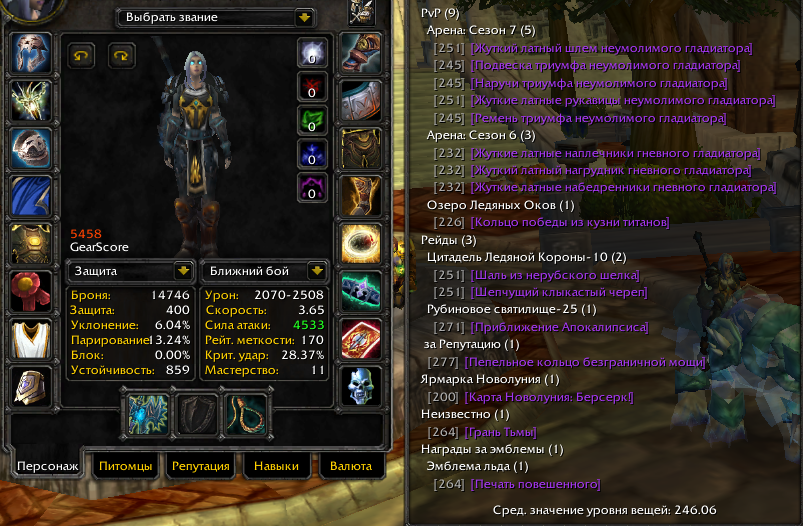 Выбрать звание
0
0
0
0
0
5458
GearScore
Защита
Ближний бой
Броня: 14746
Защита: 400
Уклонение: 6.04%
Парирование 13.24%
Блок: 0.00%
Устойчивость: 859
Урон: 2070-2508
Скорость: 3.65
Сила атаки: 4533
Рейт. меткости: 170
Крит. удар: 28.37%
Мастерство: 11
Персонаж
Питомцы
Репутация
Навыки
Валюта
PvP (9)
Арена: Сезон 7 (5)
[251] [Жуткий латный шлем неумолимого гладиатора]
[245] [Подвеска триумфа неумолимого гладиатора]
[245] [Наручи триумфа неумолимого гладиатора]
[251] [Жуткие латные рукавицы неумолимого гладиатора]
[245] [Ремень триумфа неумолимого гладиатора]
Арена: Сезон 6 (3)
[232] [Жуткие латные наплечники гневного гладиатора]
[232] [Жуткий латный нагрудник гневного гладиатора]
[232] [Жуткие латные набедренники гневного гладиатора]
Озеро Ледяных Оков (1)
[226] [Кольцо победы из кузни титанов]
Рейды (3)
Цитадель Ледяной Короны-10 (2)
[251] [Шаль из нерубского шелка]
[251] [Шепчущий клыкастый череп]
Рубиновое святилище-25 (1)
[271] [Приближение Апокалипсиса]
за Репутацию (1)
[277] [Пепельное кольцо безграничной мощи]
Ярмарка Новолуния (1)
[200] [Карта Новолуния: Берсерк!]
Неизвестно (1)
[264] [Грань Тьмы]
Награды за эмблемы (1)
Эмблема льда (1)
[264] [Печать повешенного]
Сред. значение уровня вещей: 246.06